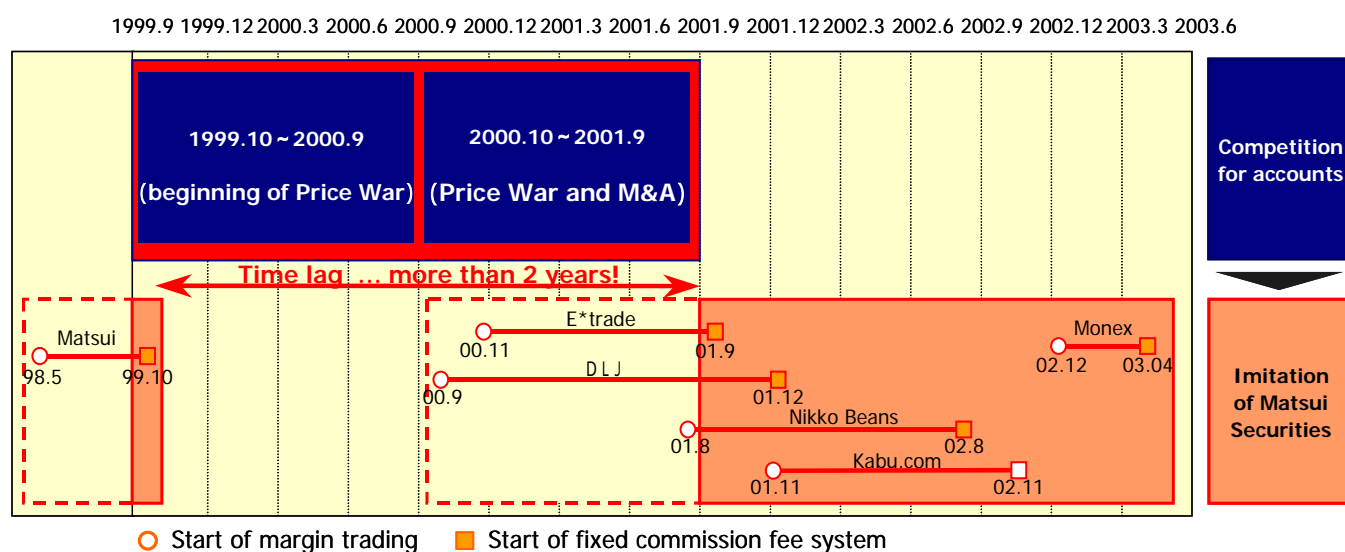 1999.9 1999.12 2000.3 2000.6 2000.9 2000.12 2001.3 2001.6 2001.9 2001.12 2002.3 2002.6 2002.9 2002.12 2003.3 2003.6
1999.10~2000.9
(beginning of Price War)
2000.10~2001.9
(Price War and M&A)
Competition
for accounts
Time lag ... more than 2 years!
Matsui
98.5
99.10
E*trade
00.11
01.9
DLJ
00.9
01.12
Nikko Beans
01.8
02.8
Kabu.com
01.11
02.11
Monex
02.12
03.04
Imitation
of Matsui
Securities
Start of margin trading
Start of fixed commission fee system